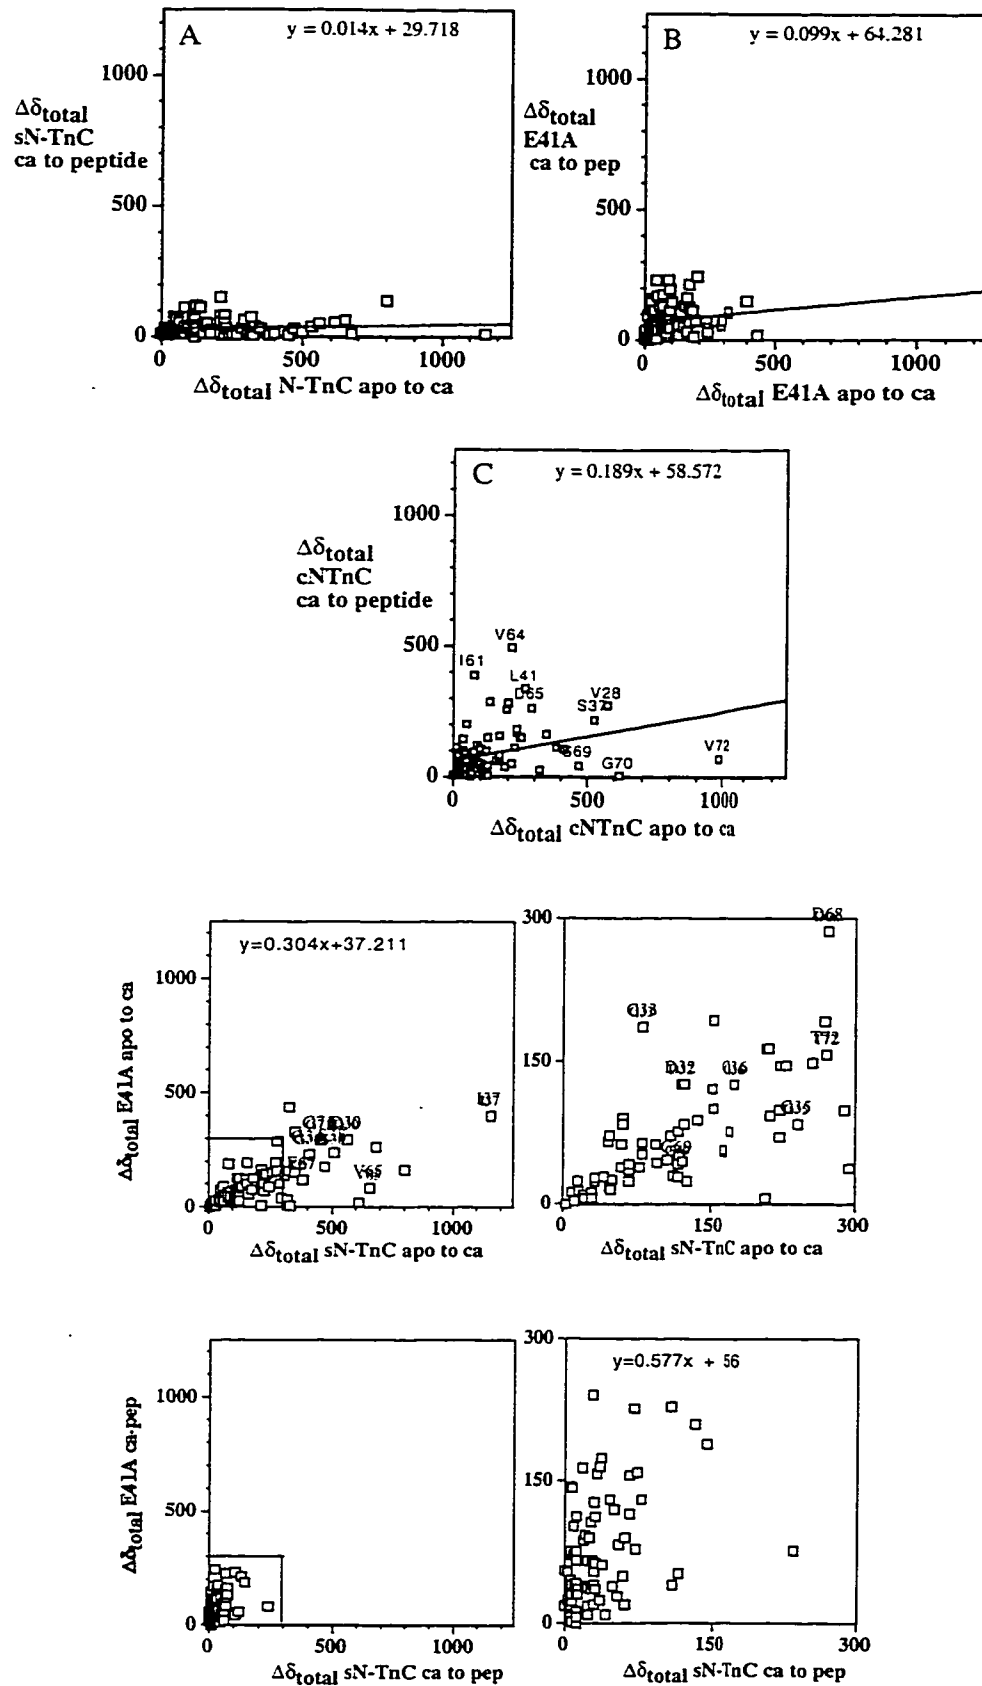 A
y = 0.014x + 29.718
1000
500
0
Δδtotal
sN-TnC
ca to peptide
0 500 1000
Δδtotal N-TnC apo to ca
B
y = 0.099x + 64.281
1000
500
0
Δδtotal
E41A
ca to pep
0 500 1000
Δδtotal E41A apo to ca
C
y = 0.189x + 58.572
1000
500
0
Δδtotal
cNTnC
ca to peptide
V64
I61
L41
D65
V28
S37
S69
G70
V72
0 500 1000
Δδtotal cNTnC apo to ca
y=0.304x+37.211
1000
500
0
Δδtotal E41A apo to ca
I37
E67
V65
0 500 1000
Δδtotal sN-TnC apo to ca
300
150
0
D68
G33
T72
D32
G35
G69
0 150 300
Δδtotal sN-TnC apo to ca
1000
500
0
Δδtotal E41A ca-pep
0 500 1000
Δδtotal sN-TnC ca to pep
300
150
0
y=0.577x + 56
0 150 300
Δδtotal sN-TnC ca to pep